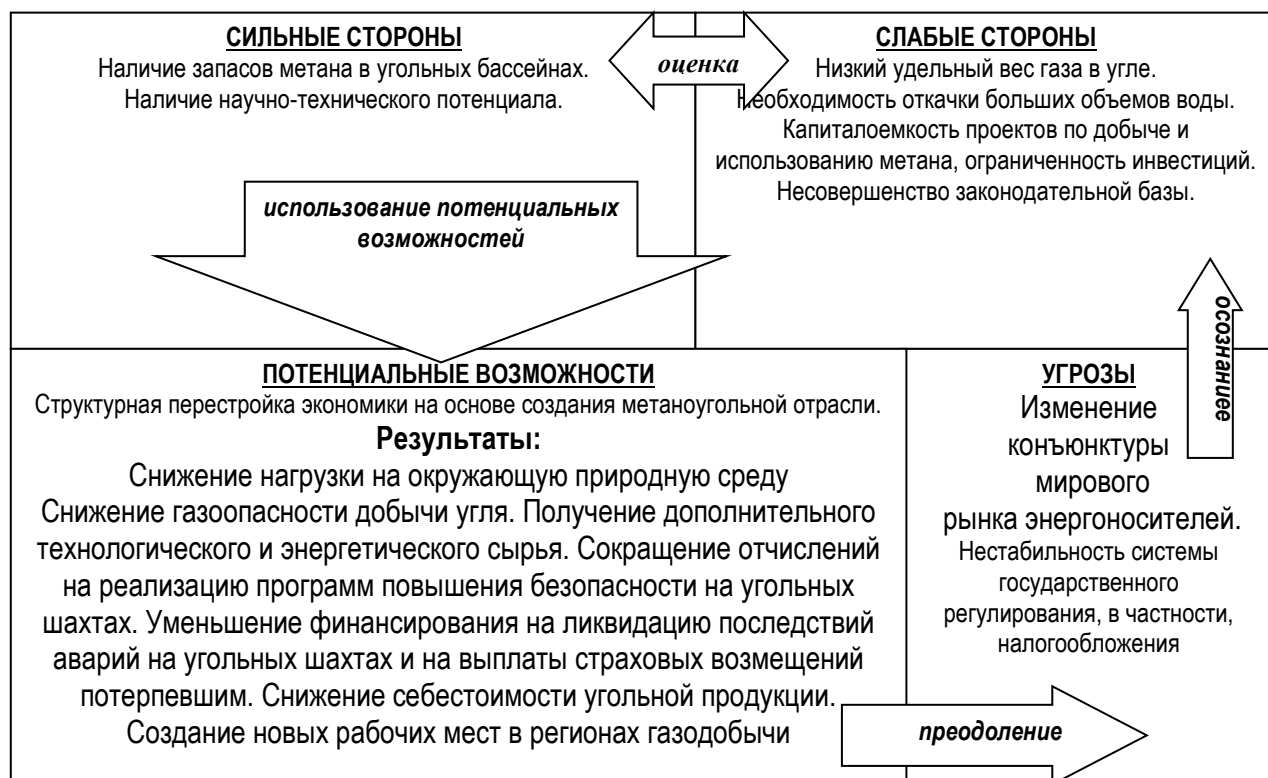 СИЛЬНЫЕ СТОРОНЫ
Наличие запасов метана в угольных бассейнах.
Наличие научно-технического потенциала.
оценка
СЛАБЫЕ СТОРОНЫ
Низкий удельный вес газа в угле.
Необходимость откачки больших объемов воды.
Капиталоемкость проектов по добыче и
использованию метана, ограниченность инвестиций.
Несовершенство законодательной базы.
использование потенциальных
возможностей
осознание
ПОТЕНЦИАЛЬНЫЕ ВОЗМОЖНОСТИ
Структурная перестройка экономики на основе создания метаноугольной отрасли.
Результаты:
Снижение нагрузки на окружающую природную среду
Снижение газоопасности добычи угля. Получение дополнительного
технологического и энергетического сырья. Сокращение отчислений
на реализацию программ повышения безопасности на угольных
шахтах. Уменьшение финансирования на ликвидацию последствий
аварий на угольных шахтах и на выплаты страховых возмещений
потерпевшим. Снижение себестоимости угольной продукции.
Создание новых рабочих мест в регионах газодобычи
УГРОЗЫ
Изменение
конъюнктуры
мирового
рынка энергоносителей.
Нестабильность системы
государственного
регулирования, в частности,
налогообложения
преодоление